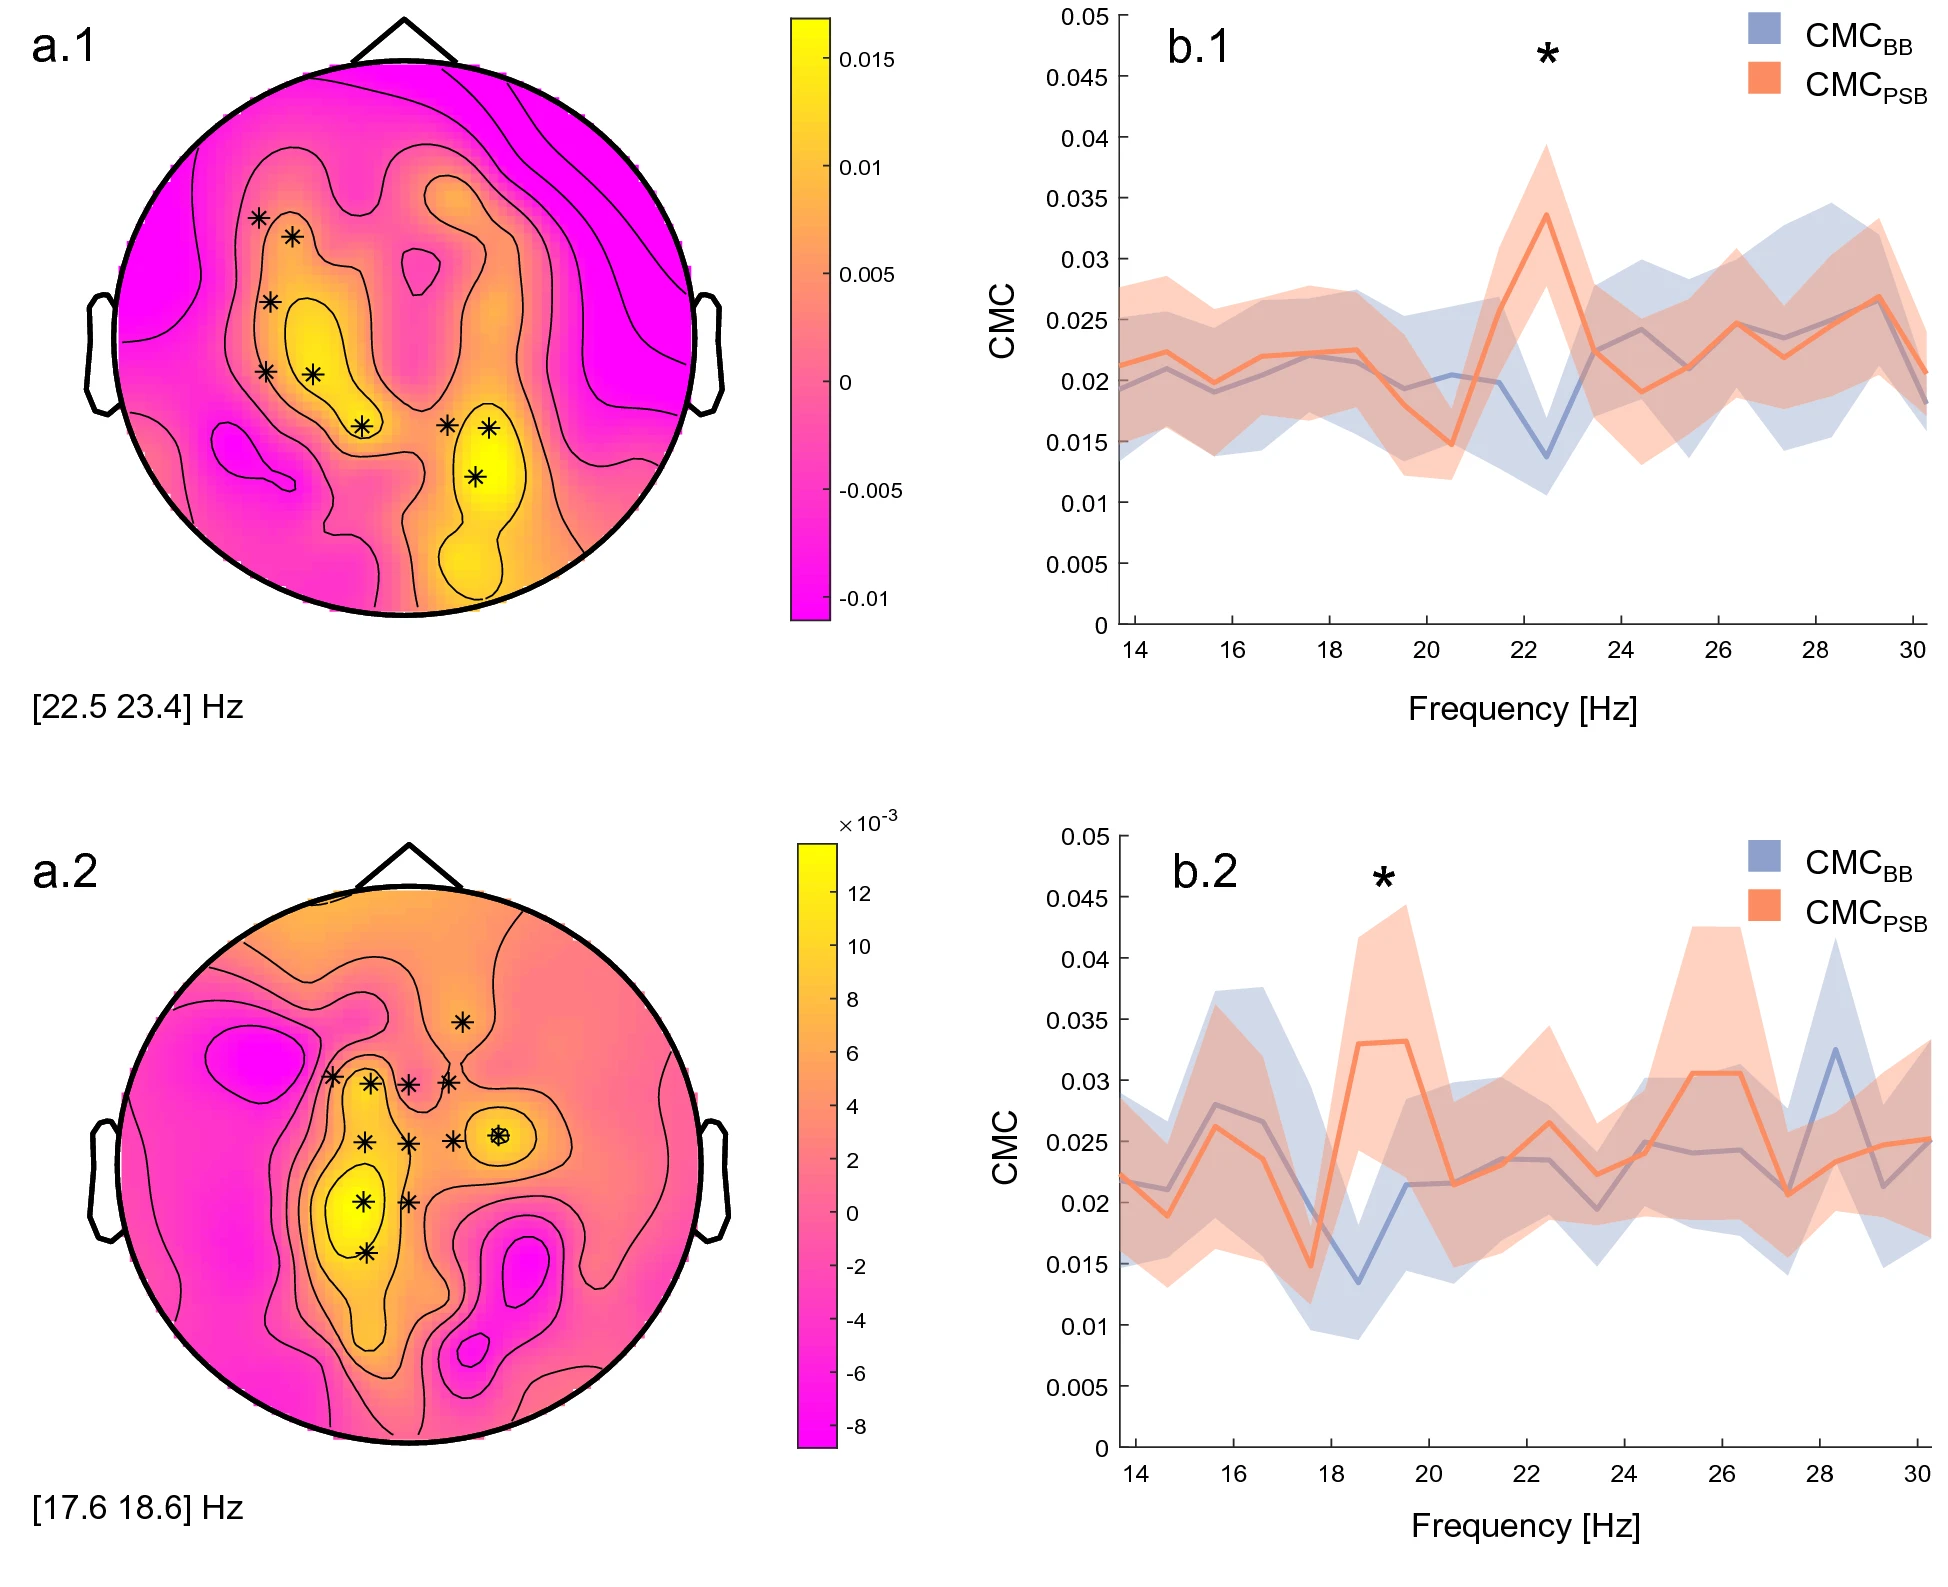 a.1
0.015
0.01
0.005
0
-0.005
-0.01
[22.5 23.4] Hz
b.1
*
CMC_BB
CMC_PSB
0.05
0.045
0.04
0.035
0.03
0.025
0.02
0.015
0.01
0.005
0
CMC
14 16 18 20 22 24 26 28 30
Frequency [Hz]
a.2
×10^-3
12
10
8
6
4
2
0
-2
-4
-6
-8
[17.6 18.6] Hz
b.2
*
CMC_BB
CMC_PSB
0.05
0.045
0.04
0.035
0.03
0.025
0.02
0.015
0.01
0.005
0
CMC
14 16 18 20 22 24 26 28 30
Frequency [Hz]